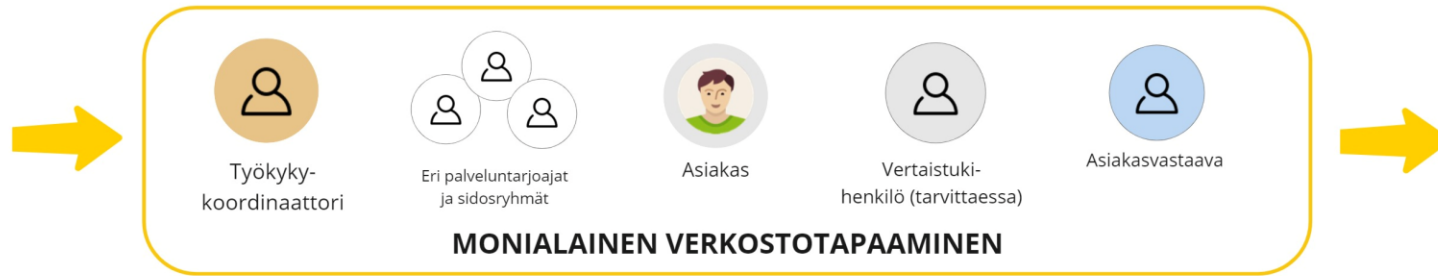 Työkyky-
koordinaattori
Eri palveluntarjoajat
ja sidosryhmät
Asiakas
Vertaistuki-
henkilö (tarvittaessa)
Asiakasvastaava
MONIALAINEN VERKOSTOTAPAAMINEN